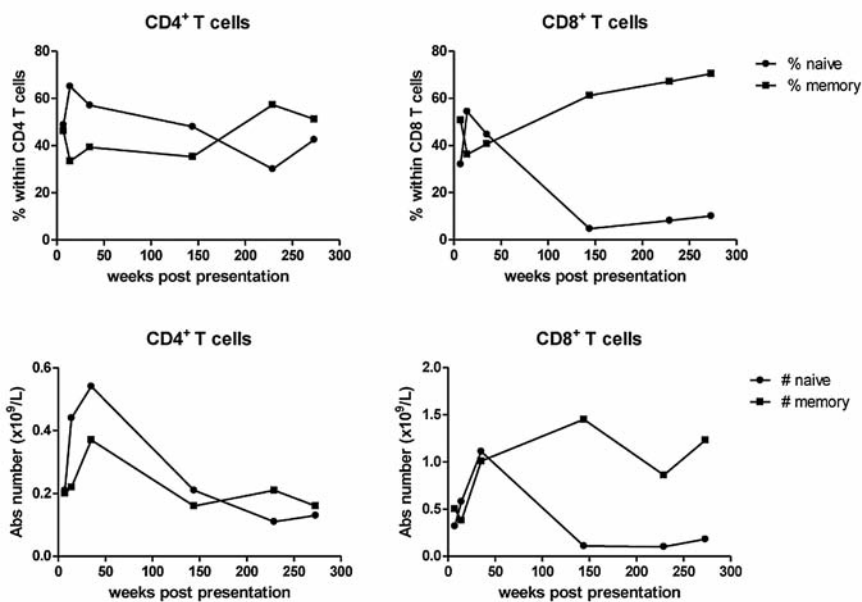 CD4+ T cells
% within CD4 T cells
80
60
40
20
0
0 50 100 150 200 250 300
weeks post presentation
CD8+ T cells
% within CD8 T cells
80
60
40
20
0
0 50 100 150 200 250 300
weeks post presentation
% naive
% memory
CD4+ T cells
Abs number (x10⁹/L)
0.6
0.4
0.2
0.0
0 50 100 150 200 250 300
weeks post presentation
CD8+ T cells
Abs number (x10⁹/L)
2.0
1.5
1.0
0.5
0.0
0 50 100 150 200 250 300
weeks post presentation
# naive
# memory